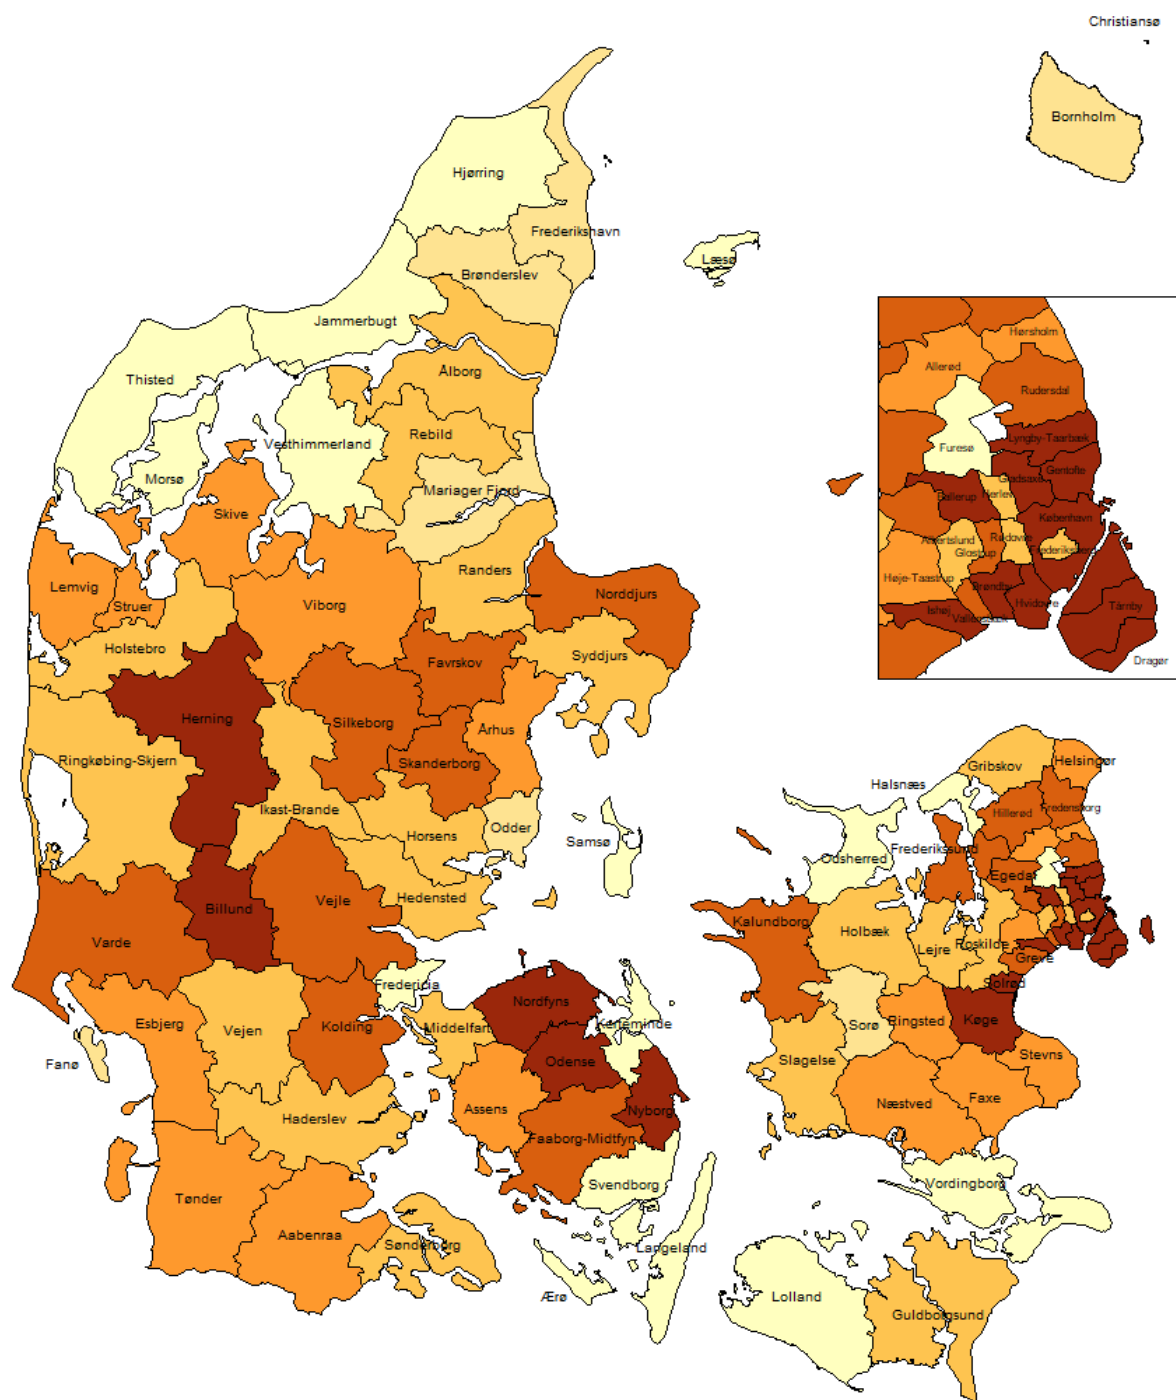 Christiansø
Bornholm
Hjørring
Frederikshavn
Læsø
Brønderslev
Jammerbugt
Thisted
Ålborg
Vesthimmerland
Rebild
Morsø
Mariager Fjord
Skive
Randers
Lemvig
Struer
Viborg
Norddjurs
Holstebro
Favrskov
Syddjurs
Herning
Silkeborg
Århus
Ringkøbing-Skjern
Skanderborg
Ikast-Brande
Horsens
Odder
Samsø
Hedensted
Billund
Vejle
Varde
Fredericia
Esbjerg
Vejen
Kolding
Middelfart
Nordfyns
Kerteminde
Fanø
Odense
Assens
Nyborg
Haderslev
Faaborg-Midtfyn
Svendborg
Tønder
Aabenraa
Sønderborg
Langeland
Ærø
Hørsholm
Allerød
Rudersdal
Furesø
Lyngby-Taarbæk
Gladsaxe
Gentofte
Ballerup
Herlev
København
Albertslund
Glostrup
Rødovre
Frederiksberg
Høje-Taastrup
Brøndby
Ishøj
Vallensbæk
Hvidovre
Tårnby
Dragør
Gribskov
Helsingør
Halsnæs
Hillerød
Fredensborg
Odsherred
Frederikssund
Egedal
Kalundborg
Holbæk
Lejre
Roskilde
Greve
Solrød
Sorø
Ringsted
Køge
Slagelse
Stevns
Næstved
Faxe
Vordingborg
Lolland
Guldborgsund